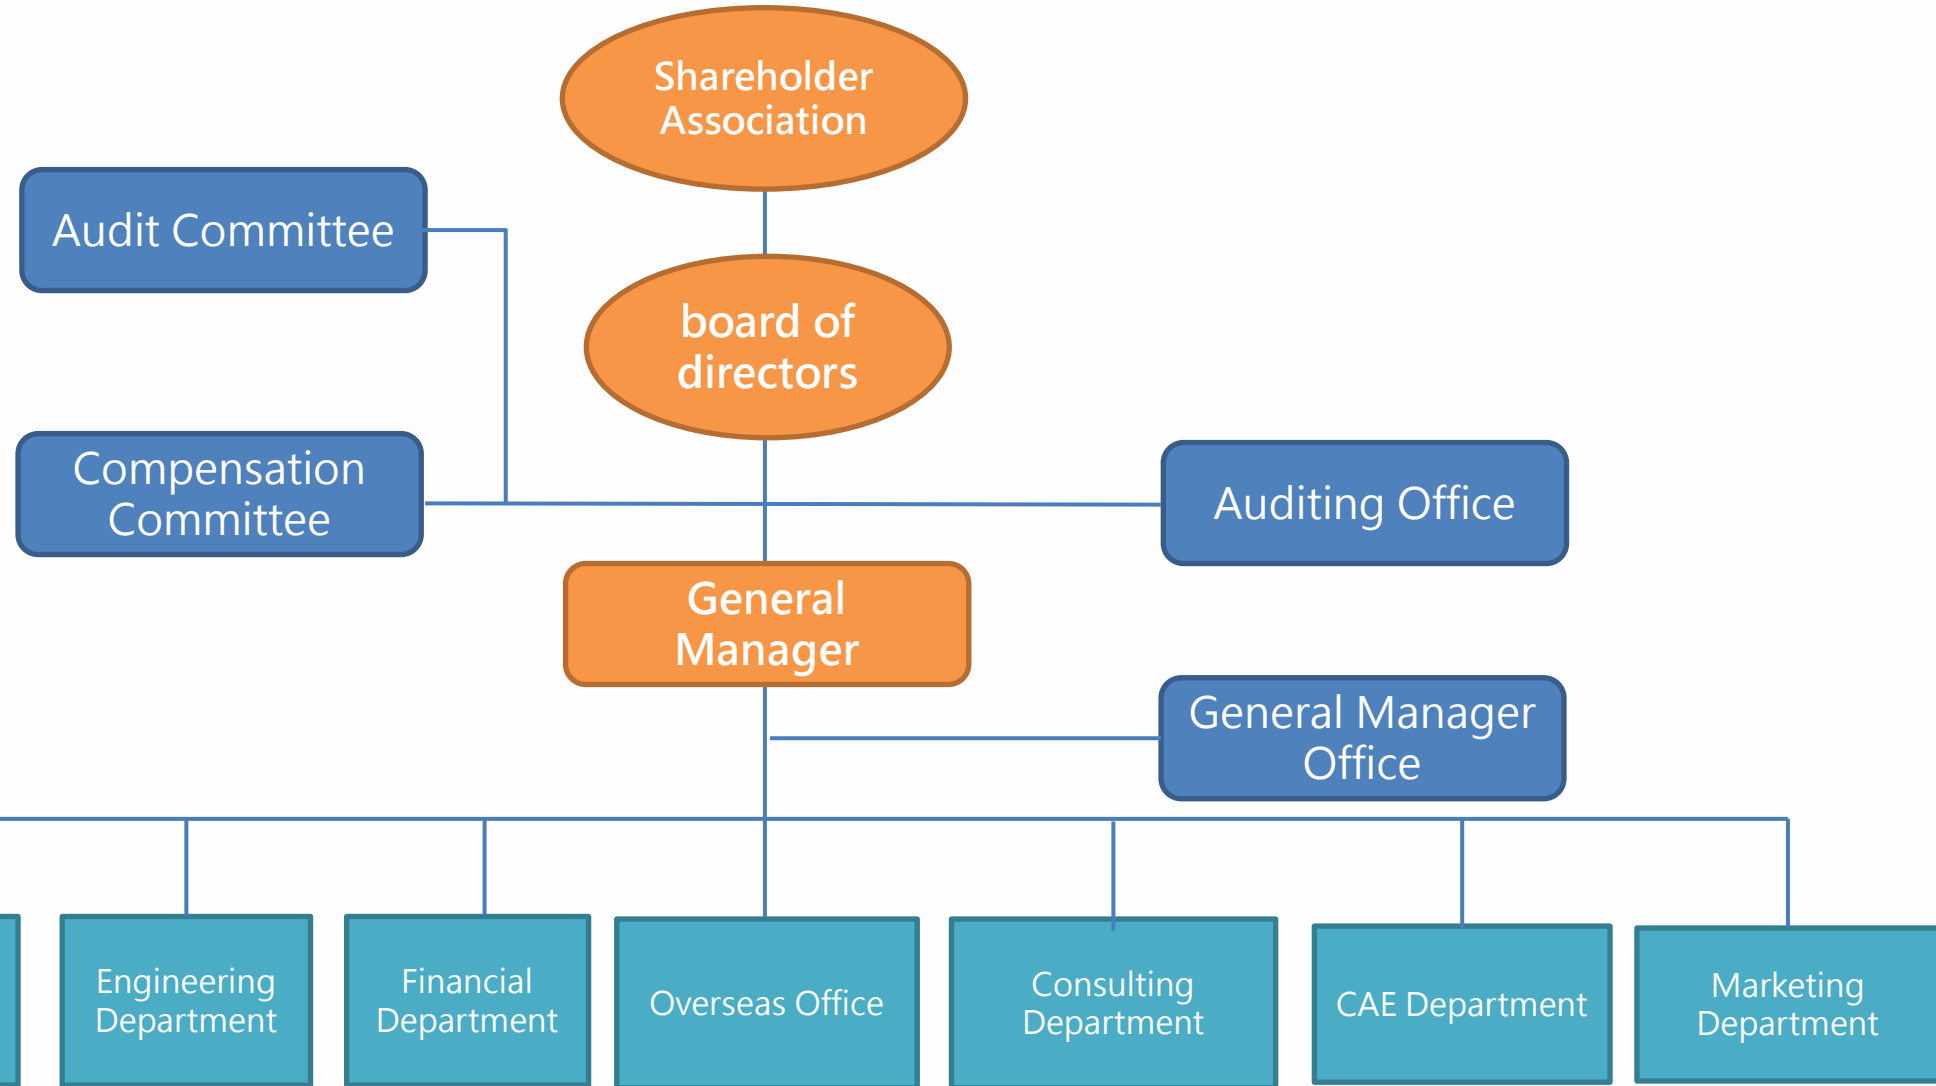 Shareholder
Association
Audit Committee
board of
directors
Compensation
Committee
Auditing Office
General
Manager
General Manager
Office
Engineering
Department
Financial
Department
Overseas Office
Consulting
Department
CAE Department
Marketing
Department